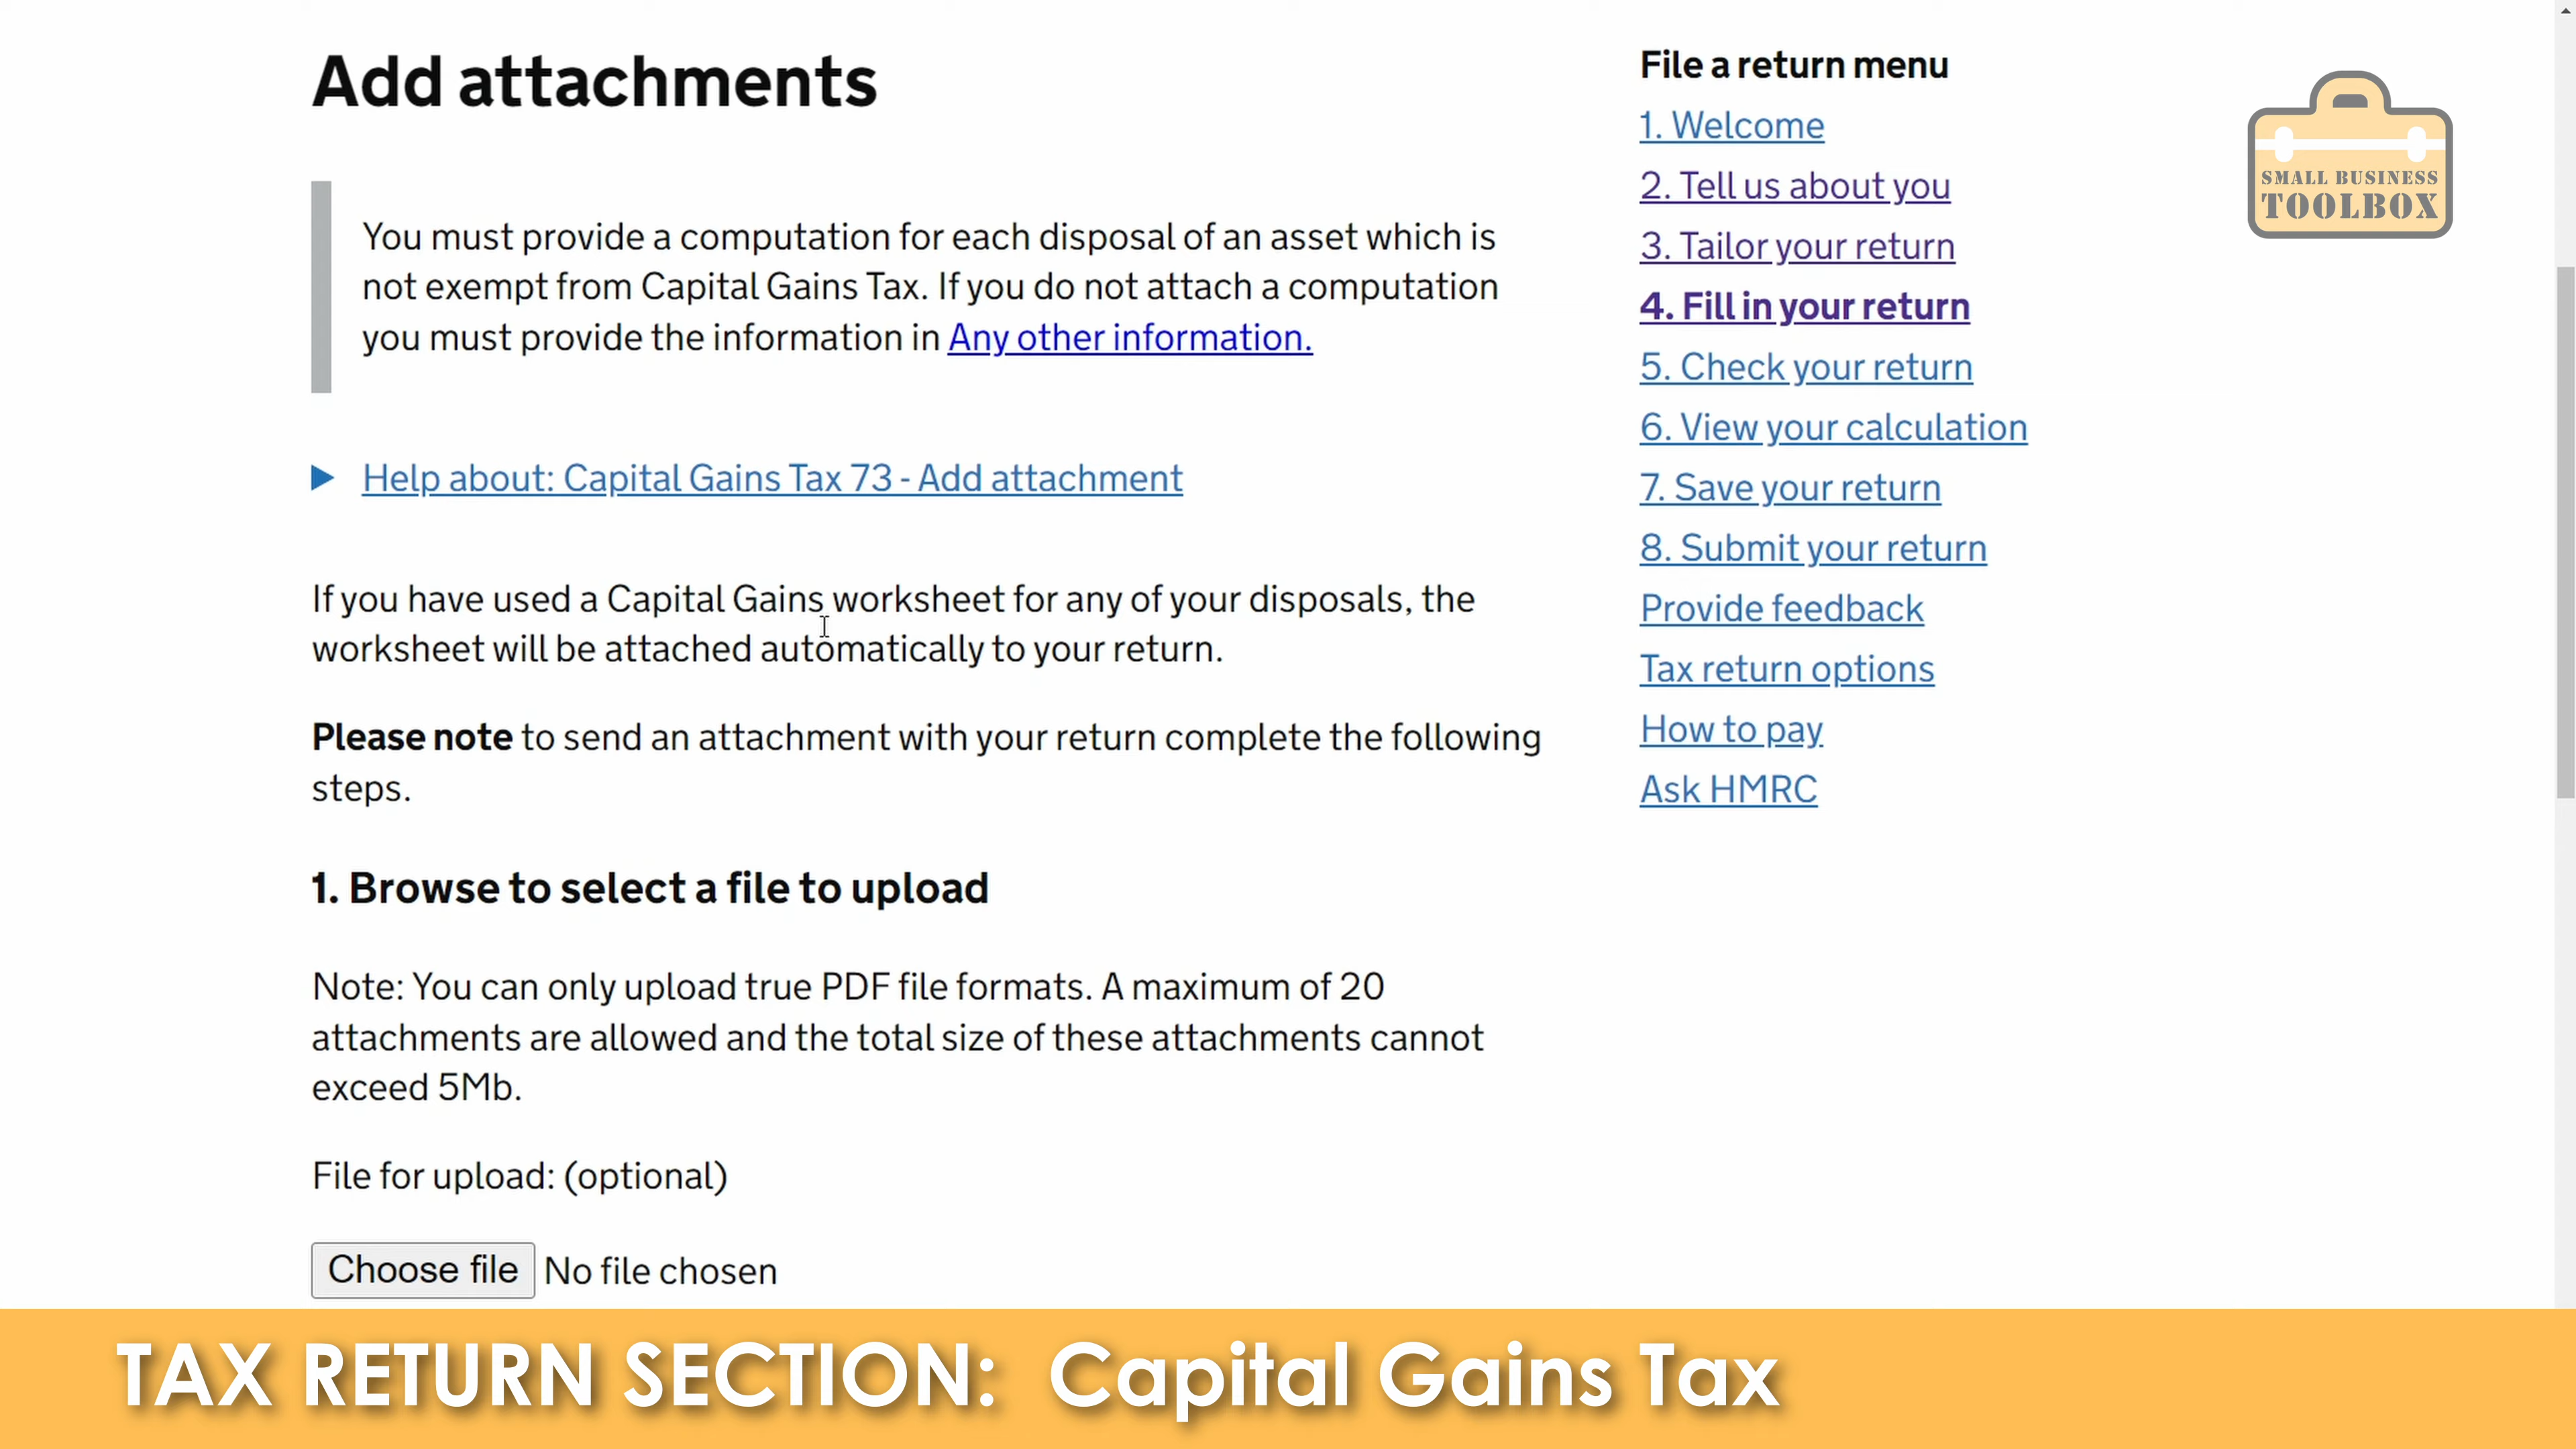 Add attachments
You must provide a computation for each disposal of an asset which is
not exempt from Capital Gains Tax. If you do not attach a computation
you must provide the information in Any other information.
Help about: Capital Gains Tax 73 - Add attachment
If you have used a Capital Gains worksheet for any of your disposals, the
worksheet will be attached automatically to your return.
Please note to send an attachment with your return complete the following
steps.
1. Browse to select a file to upload
Note: You can only upload true PDF file formats. A maximum of 20
attachments are allowed and the total size of these attachments cannot
exceed 5Mb.
File for upload: (optional)
Choose file No file chosen
File a return menu
1. Welcome
2. Tell us about you
3. Tailor your return
4. Fill in your return
5. Check your return
6. View your calculation
7. Save your return
8. Submit your return
Provide feedback
Tax return options
How to pay
Ask HMRC
SMALL BUSINESS
TOOLBOX
TAX RETURN SECTION: Capital Gains Tax